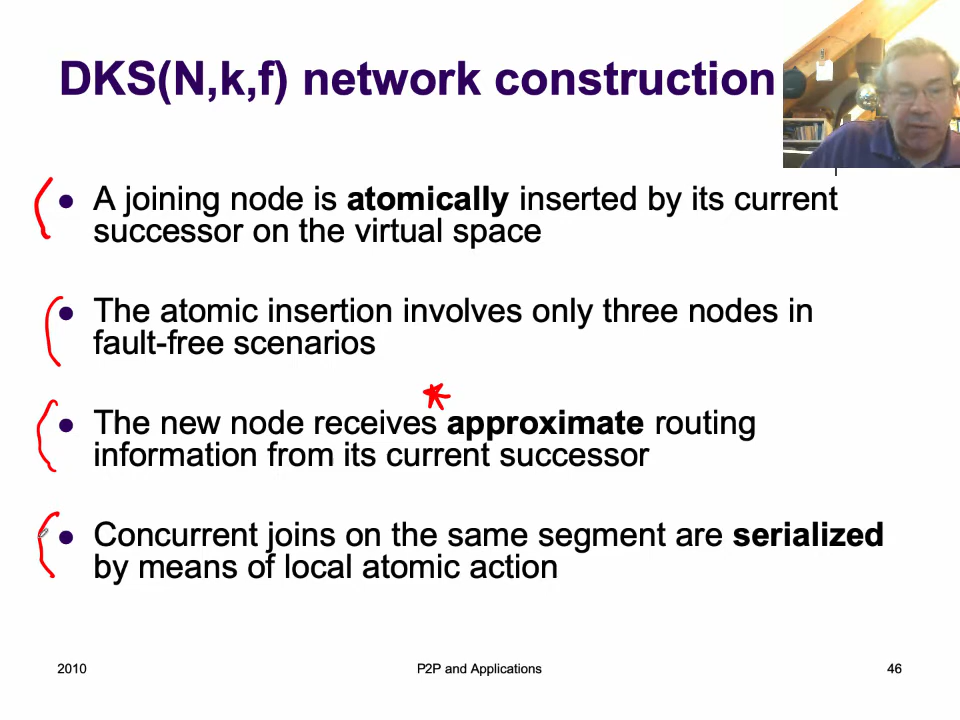 DKS(N,k,f) network construction
● A joining node is atomically inserted by its current
successor on the virtual space
● The atomic insertion involves only three nodes in
fault-free scenarios
● The new node receives approximate routing
information from its current successor
● Concurrent joins on the same segment are serialized
by means of local atomic action
2010
P2P and Applications
46